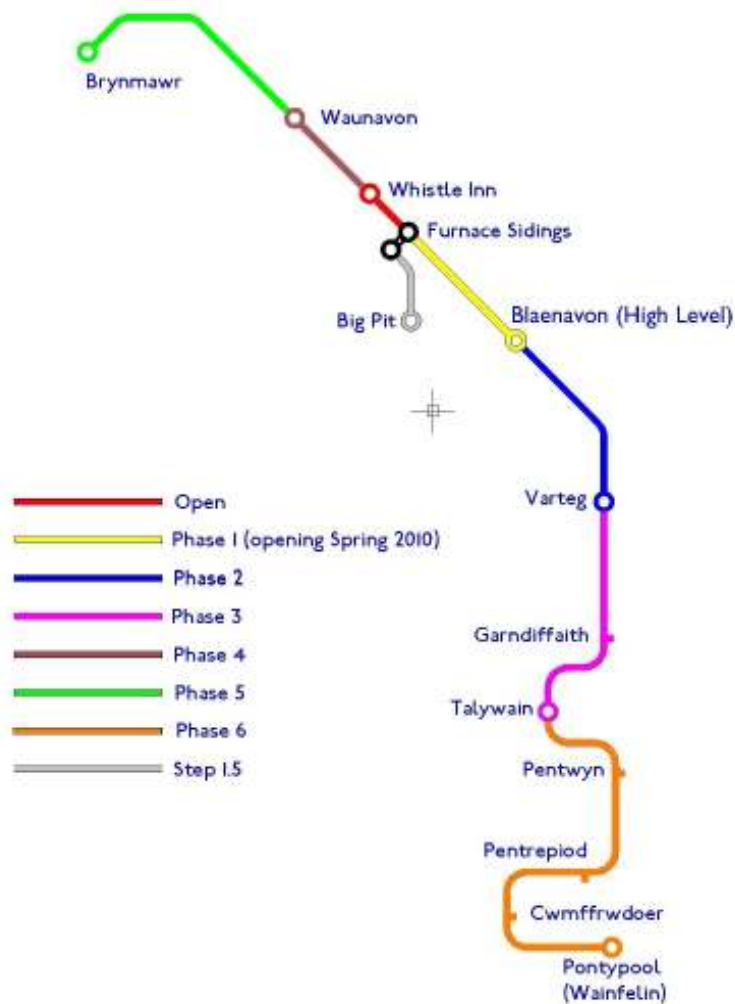 Brynmawr
Waunavon
Whistle Inn
Furnace Sidings
Big Pit
Blaenavon (High Level)
Varteg
Open
Phase 1 (opening Spring 2010)
Phase 2
Phase 3
Phase 4
Phase 5
Phase 6
Step 1.5
Garndiffaith
Talywain
Pentwyn
Pentrepiod
Cwmffrwdoer
Pontypool
(Wainfelin)